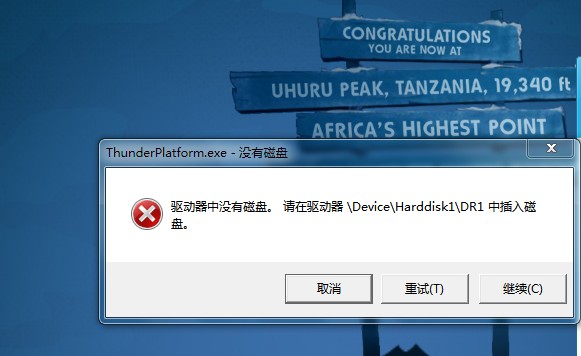 CONGRATULATIONS
YOU ARE NOW AT
UHURU PEAK, TANZANIA, 19,340 ft
AFRICA'S HIGHEST POINT
ThunderPlatform.exe - 没有磁盘
驱动器中没有磁盘。 请在驱动器 \Device\Harddisk1\DR1 中插入磁
盘。
取消
重试(T)
继续(C)